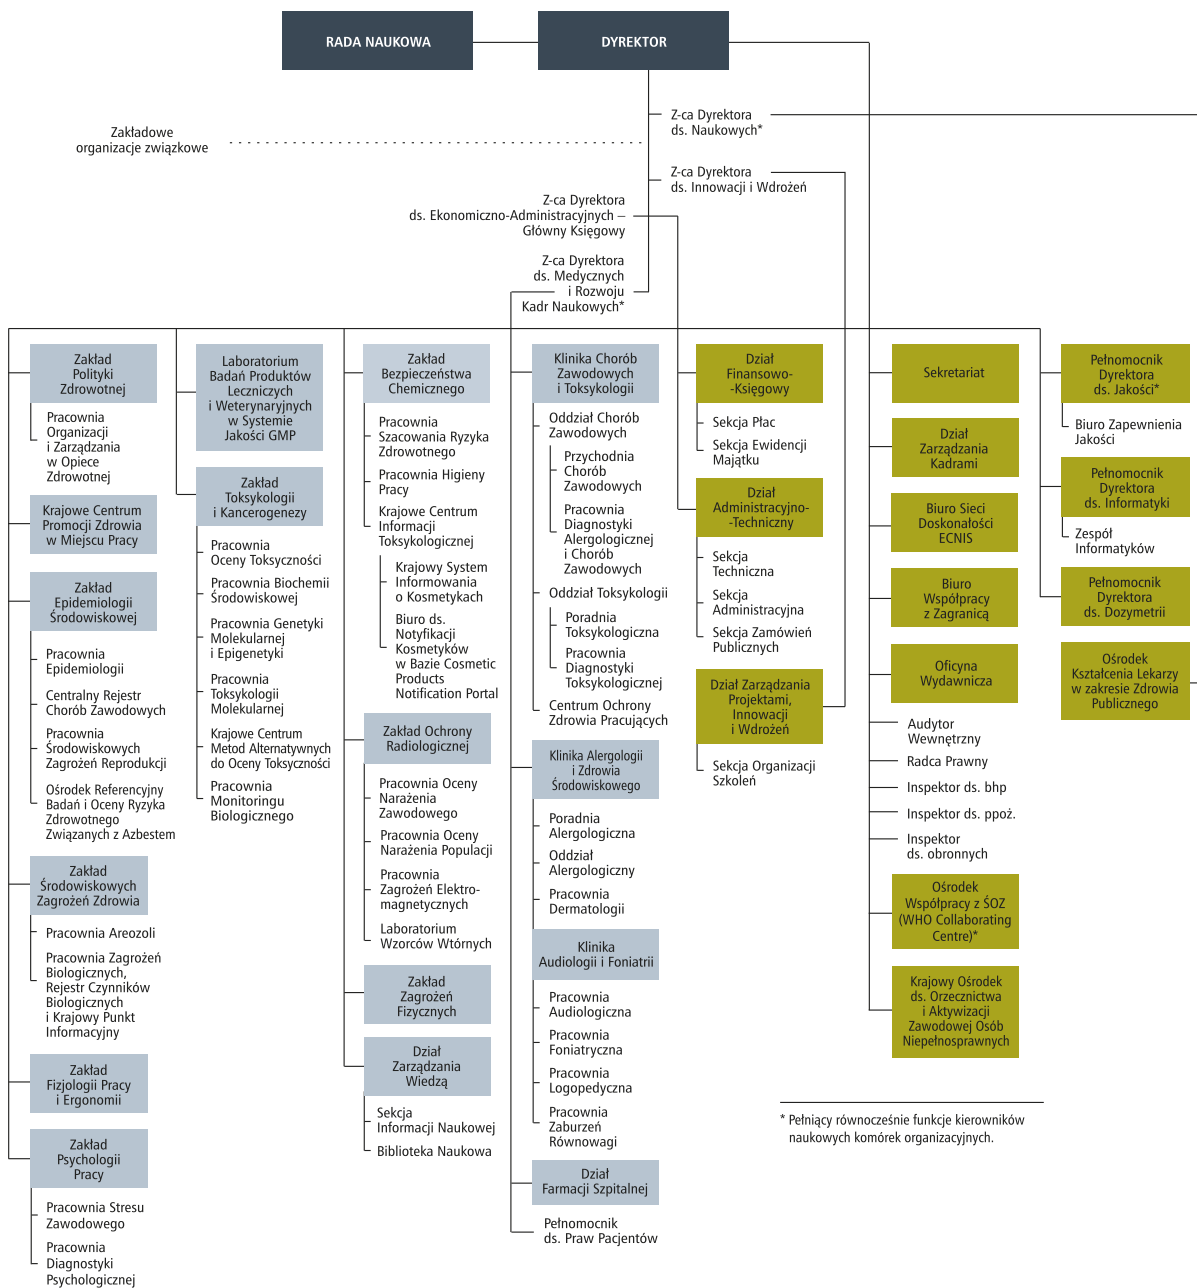 RADA NAUKOWA
DYREKTOR
Z-ca Dyrektora
ds. Naukowych*
Zakładowe
organizacje związkowe
Z-ca Dyrektora
ds. Innowacji i Wdrożeń
Z-ca Dyrektora
ds. Ekonomiczno-Administracyjnych –
Główny Księgowy
Z-ca Dyrektora
ds. Medycznych
i Rozwoju
Kadr Naukowych*
Zakład
Polityki
Zdrowotnej
Pracownia
Organizacji
i Zarządzania
w Opiece
Zdrowotnej
Krajowe Centrum
Promocji Zdrowia
w Miejscu Pracy
Zakład
Epidemiologii
Środowiskowej
Pracownia
Epidemiologii
Centralny Rejestr
Chorób Zawodowych
Pracownia
Środowiskowych
Zagrożeń Reprodukcji
Ośrodek Referencyjny
Badań i Oceny Ryzyka
Zdrowotnego
Związanych z Azbestem
Zakład
Środowiskowych
Zagrożeń Zdrowia
Pracownia Areozoli
Pracownia Zagrożeń
Biologicznych,
Rejestr Czynników
Biologicznych
i Krajowy Punkt
Informacyjny
Zakład
Fizjologii Pracy
i Ergonomii
Zakład
Psychologii
Pracy
Pracownia Stresu
Zawodowego
Pracownia
Diagnostyki
Psychologicznej
Laboratorium
Badań Produktów
Leczniczych
i Weterynaryjnych
w Systemie
Jakości GMP
Zakład
Toksykologii
i Kancerogenezy
Pracownia
Oceny Toksyczności
Pracownia Biochemii
Środowiskowej
Pracownia Genetyki
Molekularnej
i Epigenetyki
Pracownia
Toksykologii
Molekularnej
Krajowe Centrum
Metod Alternatywnych
do Oceny Toksyczności
Pracownia
Monitoringu
Biologicznego
Zakład
Bezpieczeństwa
Chemicznego
Pracownia
Szacowania Ryzyka
Zdrowotnego
Pracownia Higieny
Pracy
Krajowe Centrum
Informacji
Toksykologicznej
Krajowy System
Informowania
o Kosmetykach
Biuro ds.
Notyfikacji
Kosmetyków
w Bazie Cosmetic
Products
Notification Portal
Zakład Ochrony
Radiologicznej
Pracownia Oceny
Narażenia
Zawodowego
Pracownia Oceny
Narażenia Populacji
Pracownia
Zagrożeń Elektro-
magnetycznych
Laboratorium
Wzorców Wtórnych
Zakład
Zagrożeń
Fizycznych
Dział
Zarządzania
Wiedzą
Sekcja
Informacji Naukowej
Biblioteka Naukowa
Klinika Chorób
Zawodowych
i Toksykologii
Oddział Chorób
Zawodowych
Przychodnia
Chorób
Zawodowych
Pracownia
Diagnostyki
Alergologicznej
i Chorób
Zawodowych
Oddział Toksykologii
Poradnia
Toksykologiczna
Pracownia
Diagnostyki
Toksykologicznej
Centrum Ochrony
Zdrowia Pracujących
Klinika Alergologii
i Zdrowia
Środowiskowego
Poradnia
Alergologiczna
Oddział
Alergologiczny
Pracownia
Dermatologii
Klinika
Audiologii i Foniatrii
Pracownia
Audiologiczna
Pracownia
Foniatryczna
Pracownia
Logopedyczna
Pracownia
Zaburzeń
Równowagi
Dział
Farmacji Szpitalnej
Pełnomocnik
ds. Praw Pacjentów
Dział
Finansowo-
-Księgowy
Sekcja Płac
Sekcja Ewidencji
Majątku
Dział
Administracyjno-
-Techniczny
Sekcja
Techniczna
Sekcja
Administracyjna
Sekcja Zamówień
Publicznych
Dział Zarządzania
Projektami,
Innowacji
i Wdrożeń
Sekcja Organizacji
Szkoleń
Sekretariat
Dział
Zarządzania
Kadrami
Biuro Sieci
Doskonałości
ECNIS
Biuro
Współpracy
z Zagranicą
Oficyna
Wydawnicza
Audytor
Wewnętrzny
Radca Prawny
Inspektor ds. bhp
Inspektor ds. ppoż.
Inspektor
ds. obronnych
Ośrodek
Współpracy z ŚOZ
(WHO Collaborating
Centre)*
Krajowy Ośrodek
ds. Orzecznictwa
i Aktywizacji
Zawodowej Osób
Niepełnosprawnych
Pełnomocnik
Dyrektora
ds. Jakości*
Biuro Zapewnienia
Jakości
Pełnomocnik
Dyrektora
ds. Informatyki
Zespół
Informatyków
Pełnomocnik
Dyrektora
ds. Dozymetrii
Ośrodek
Kształcenia Lekarzy
w zakresie Zdrowia
Publicznego
* Pełniący równocześnie funkcje kierowników
naukowych komórek organizacyjnych.